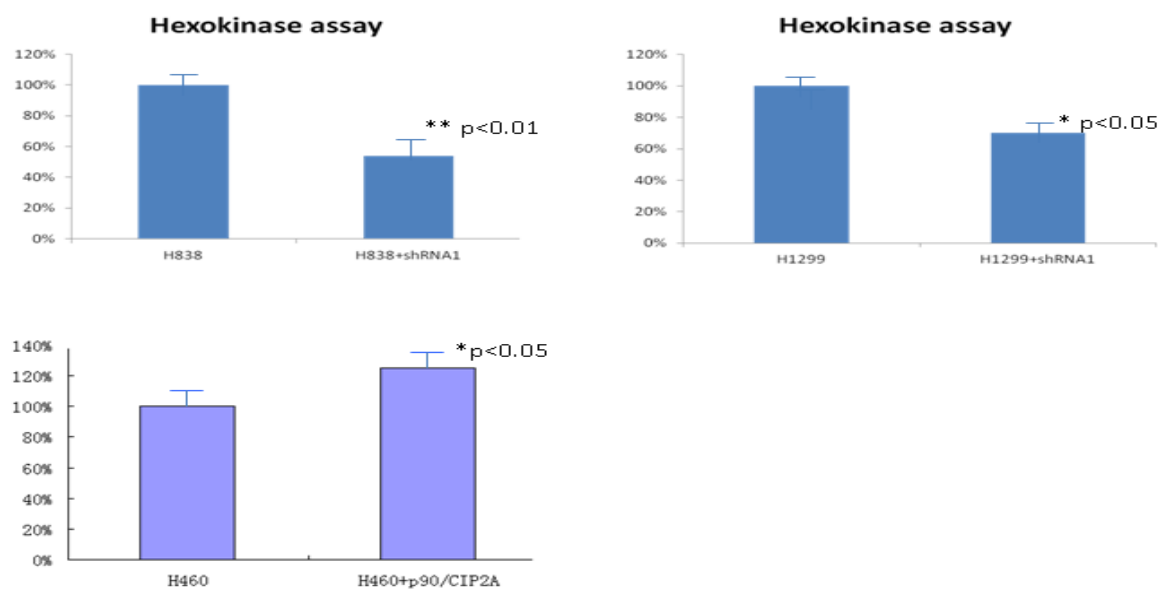 Hexokinase assay
120%
100%
80%
60%
40%
20%
0%
** p<0.01
H838
H838+shRNA1
Hexokinase assay
120%
100%
80%
60%
40%
20%
0%
* p<0.05
H1299
H1299+shRNA1
140%
120%
100%
80%
60%
40%
20%
0%
*p<0.05
H460
H460+p90/CIP2A